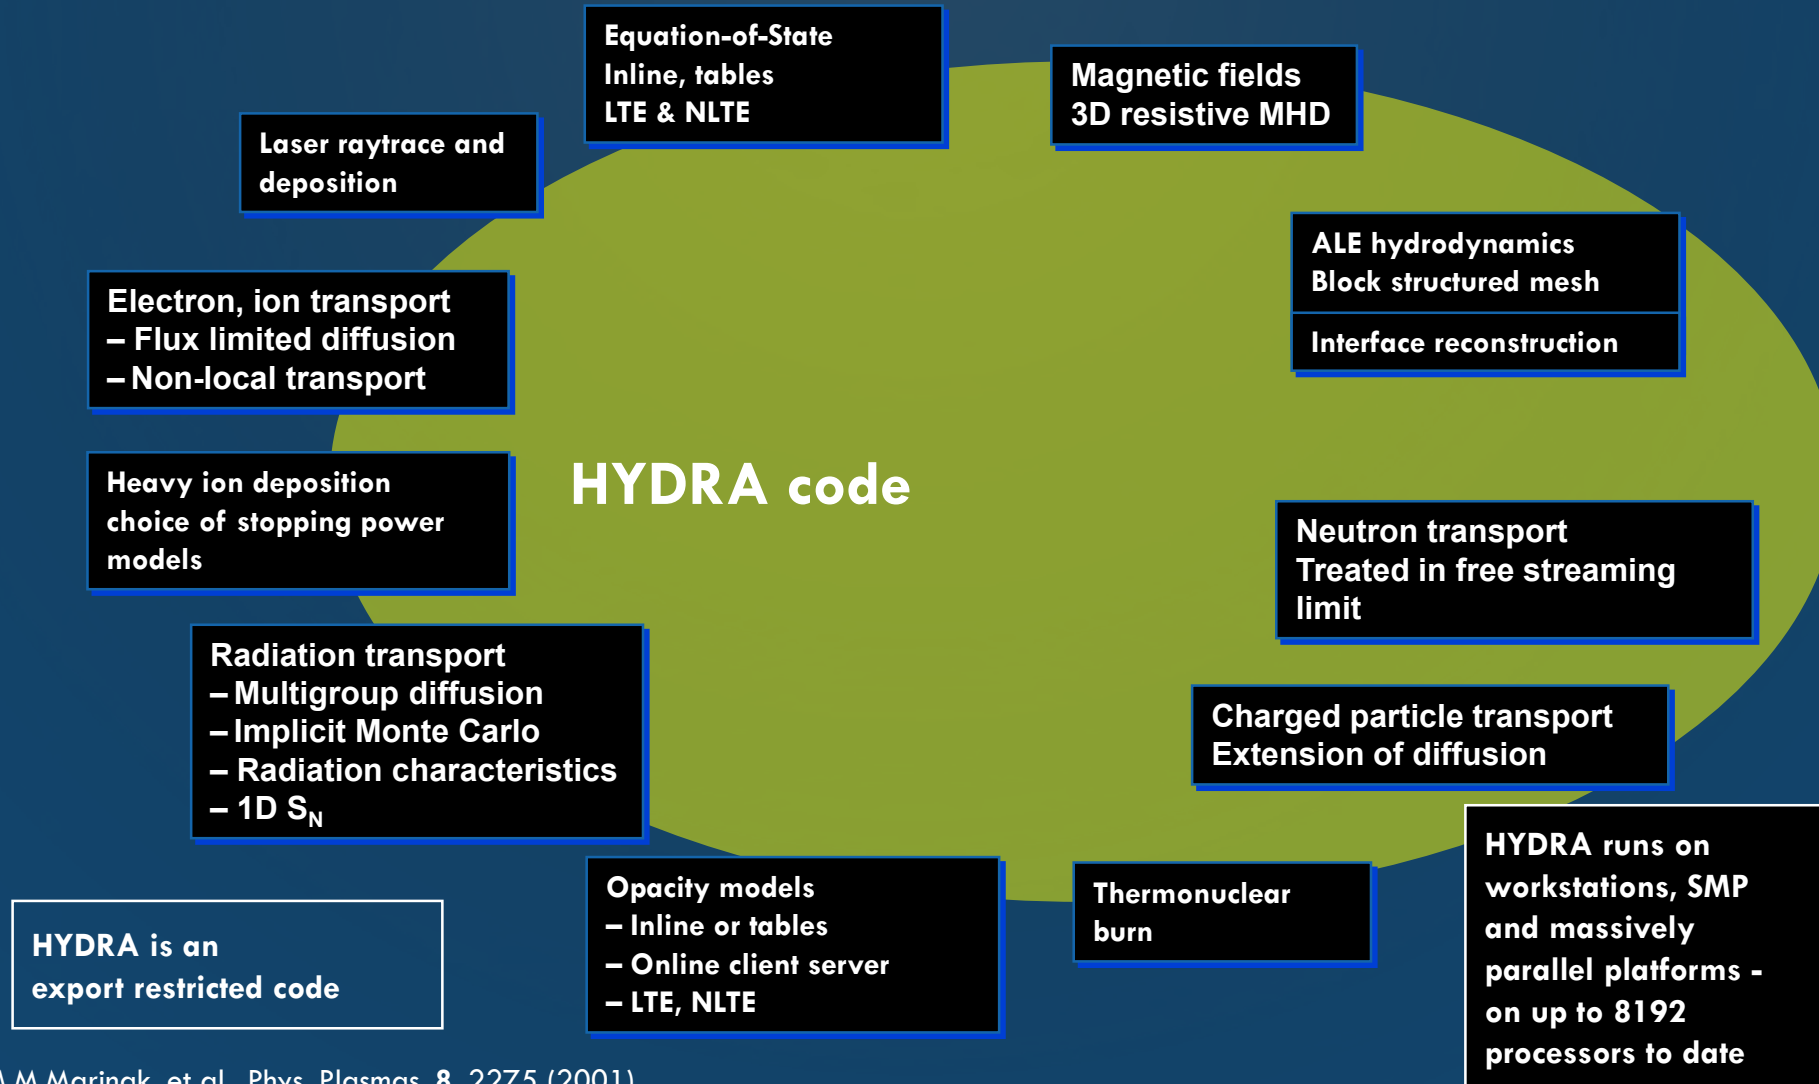 Equation-of-State
Inline, tables
LTE & NLTE
Magnetic fields
3D resistive MHD
Laser raytrace and
deposition
ALE hydrodynamics
Block structured mesh
Interface reconstruction
Electron, ion transport
– Flux limited diffusion
– Non-local transport
HYDRA code
Heavy ion deposition
choice of stopping power
models
Neutron transport
Treated in free streaming
limit
Radiation transport
– Multigroup diffusion
– Implicit Monte Carlo
– Radiation characteristics
– 1D S_N
Charged particle transport
Extension of diffusion
Opacity models
– Inline or tables
– Online client server
– LTE, NLTE
Thermonuclear
burn
HYDRA runs on
workstations, SMP
and massively
parallel platforms -
on up to 8192
processors to date
HYDRA is an
export restricted code
M.Marinak, et al., Phys. Plasmas, 8, 2275 (2001)